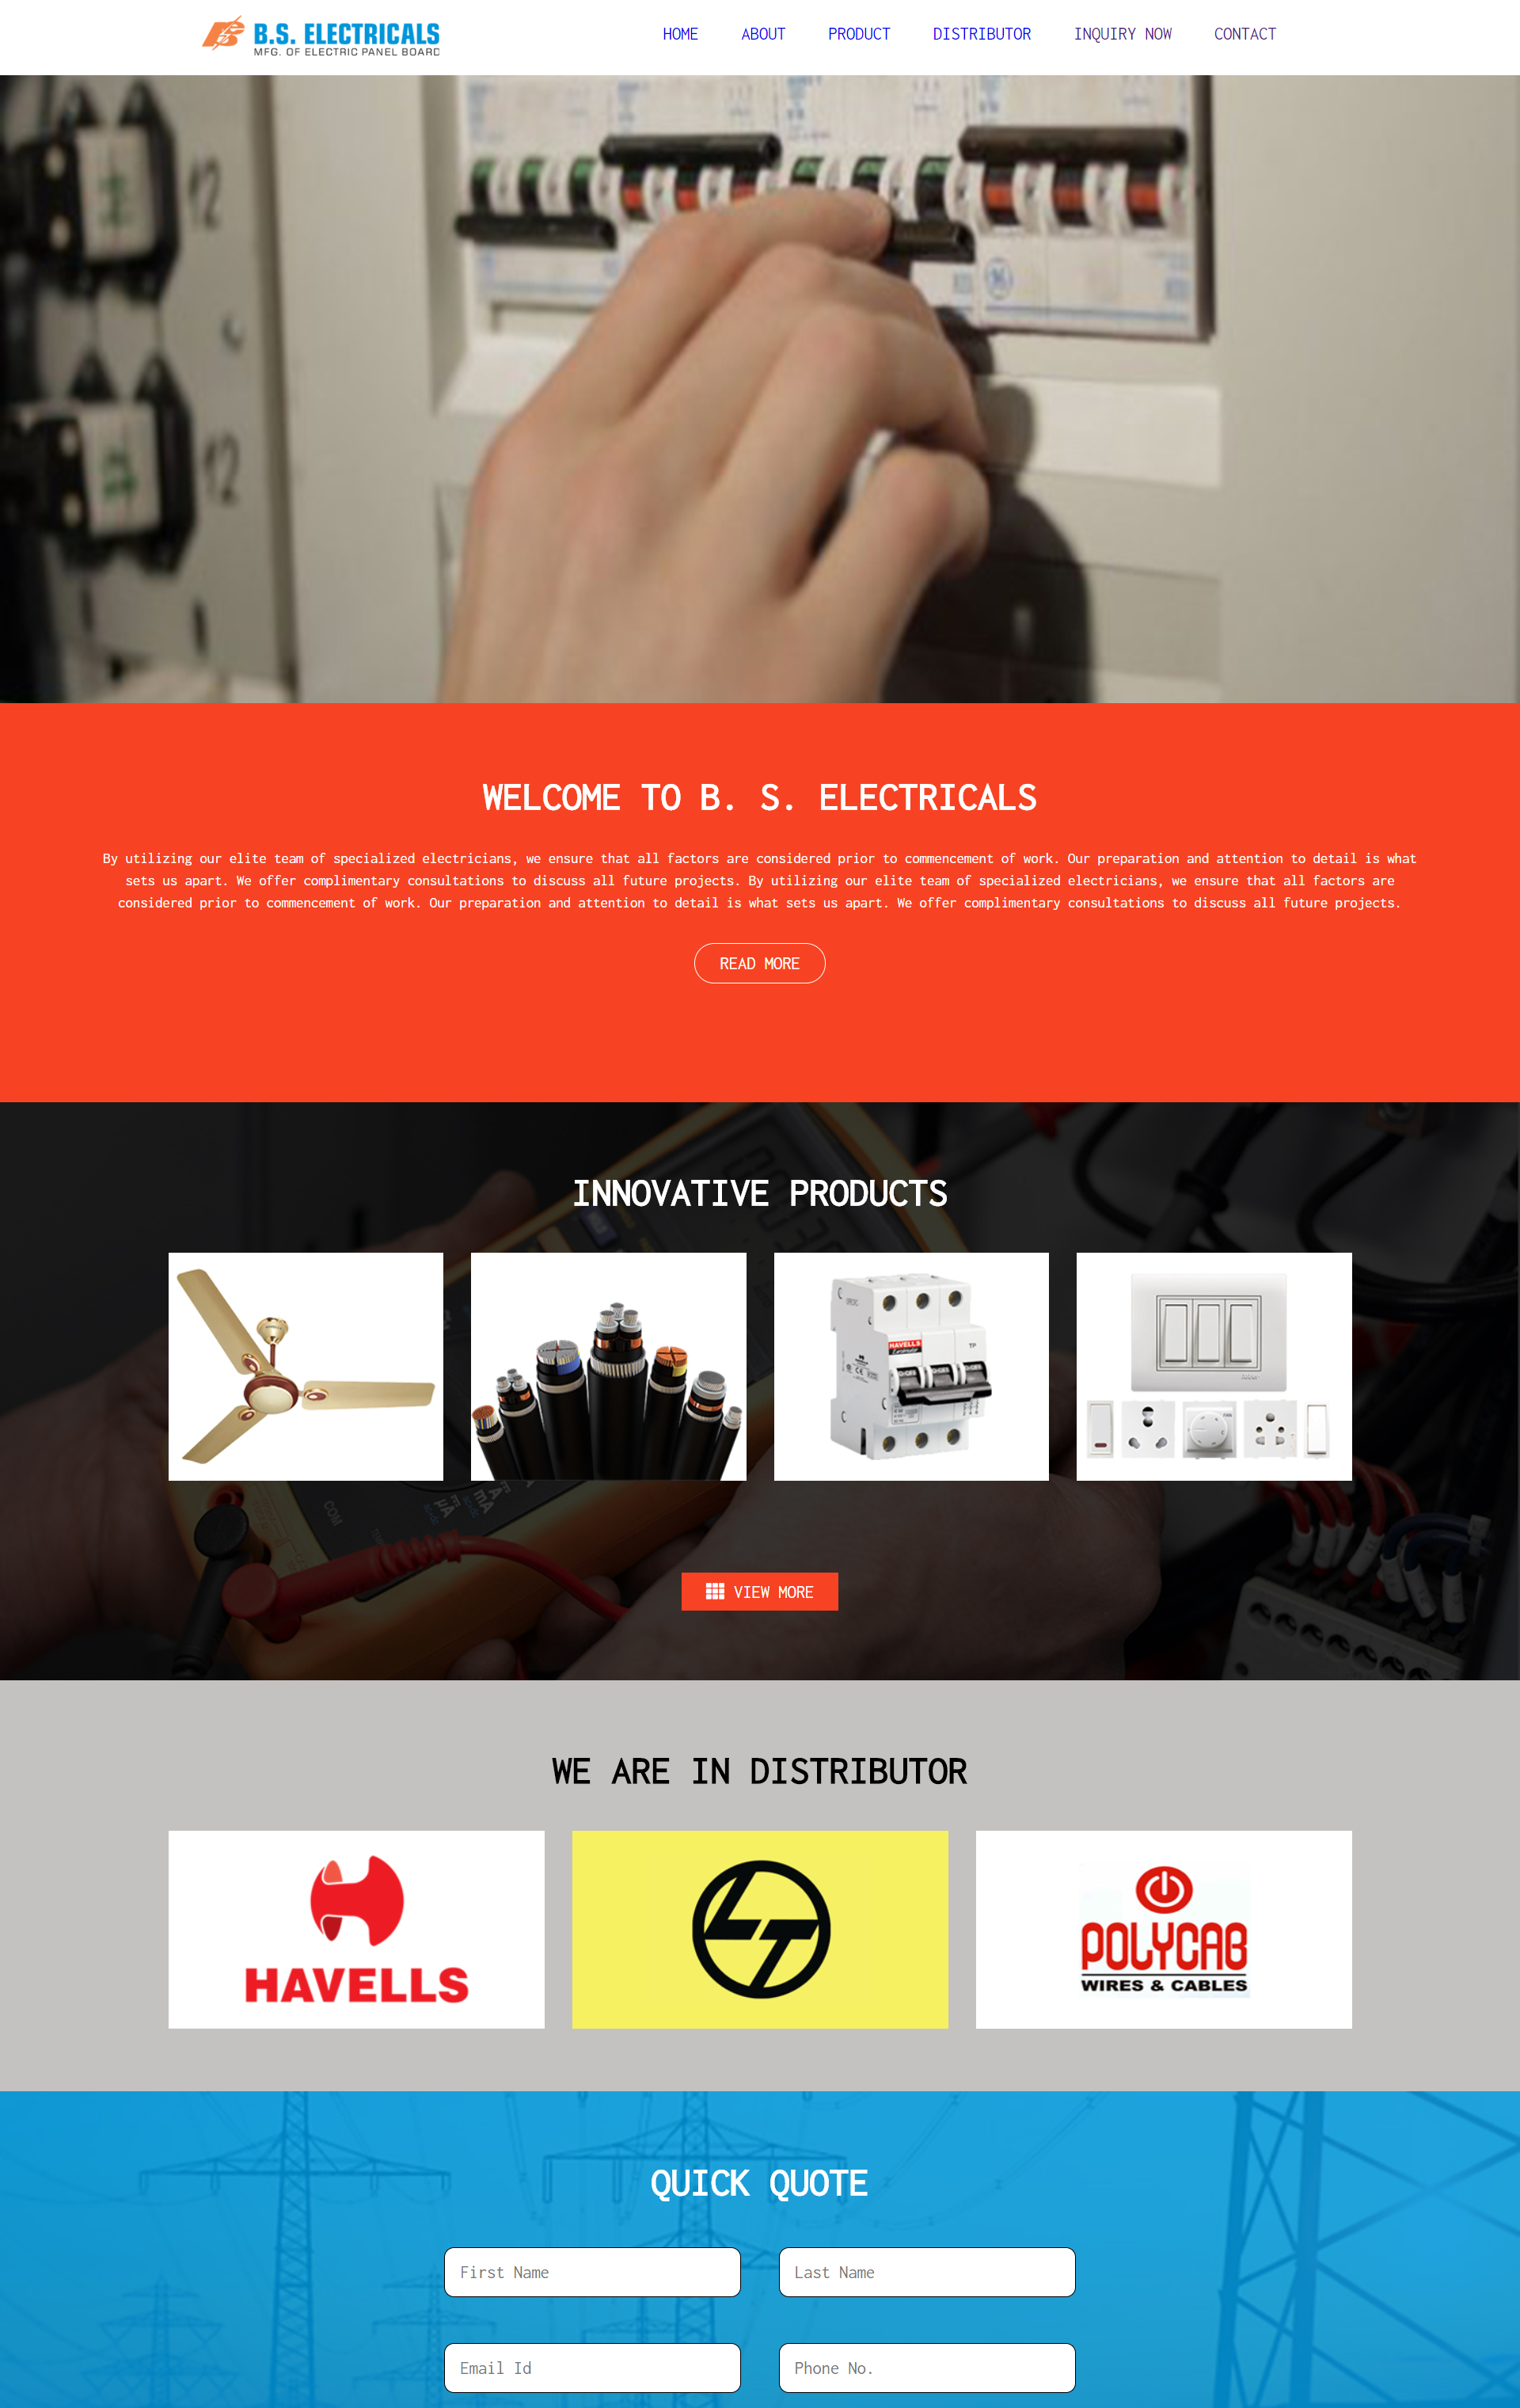 B.S. ELECTRICALS
MFG. OF ELECTRIC PANEL BOARD
HOME ABOUT PRODUCT DISTRIBUTOR INQUIRY NOW CONTACT
12
12
WELCOME TO B. S. ELECTRICALS
By utilizing our elite team of specialized electricians, we ensure that all factors are considered prior to commencement of work. Our preparation and attention to detail is what
sets us apart. We offer complimentary consultations to discuss all future projects. By utilizing our elite team of specialized electricians, we ensure that all factors are
considered prior to commencement of work. Our preparation and attention to detail is what sets us apart. We offer complimentary consultations to discuss all future projects.
READ MORE
INNOVATIVE PRODUCTS
HAVELLS
TP
COM
VIEW MORE
WE ARE IN DISTRIBUTOR
HAVELLS
LT
POLYCAB
WIRES & CABLES
QUICK QUOTE
First Name Last Name
Email Id Phone No.